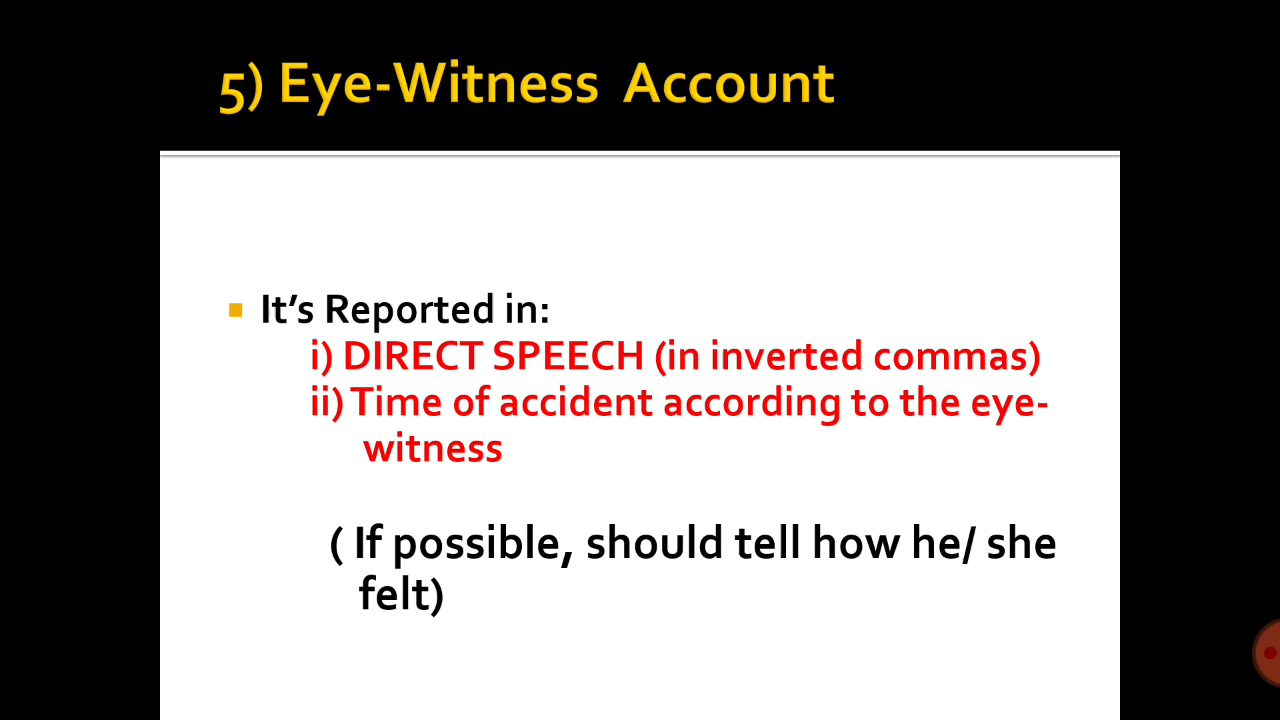 5) Eye-Witness Account
It’s Reported in:
i) DIRECT SPEECH (in inverted commas)
ii) Time of accident according to the eye-
witness
( If possible, should tell how he/ she
felt)